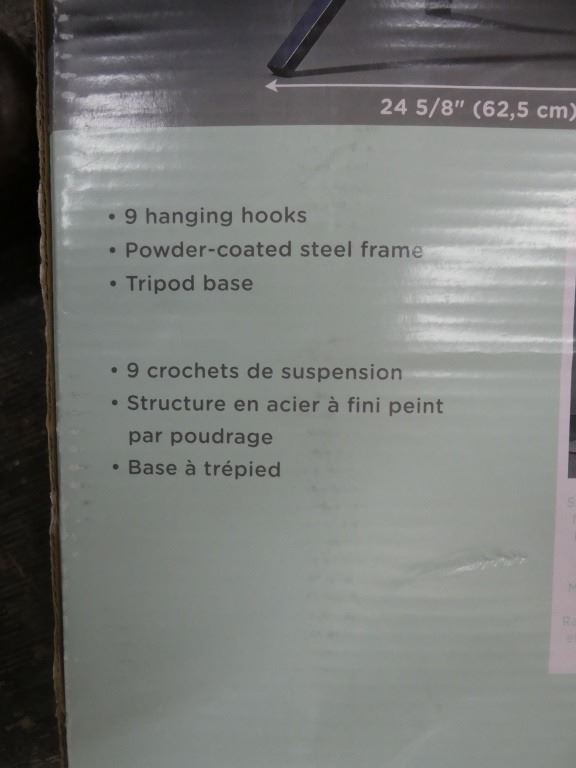 24 5/8" (62,5 cm)
• 9 hanging hooks
• Powder-coated steel frame
• Tripod base
• 9 crochets de suspension
• Structure en acier à fini peint
par poudrage
• Base à trépied